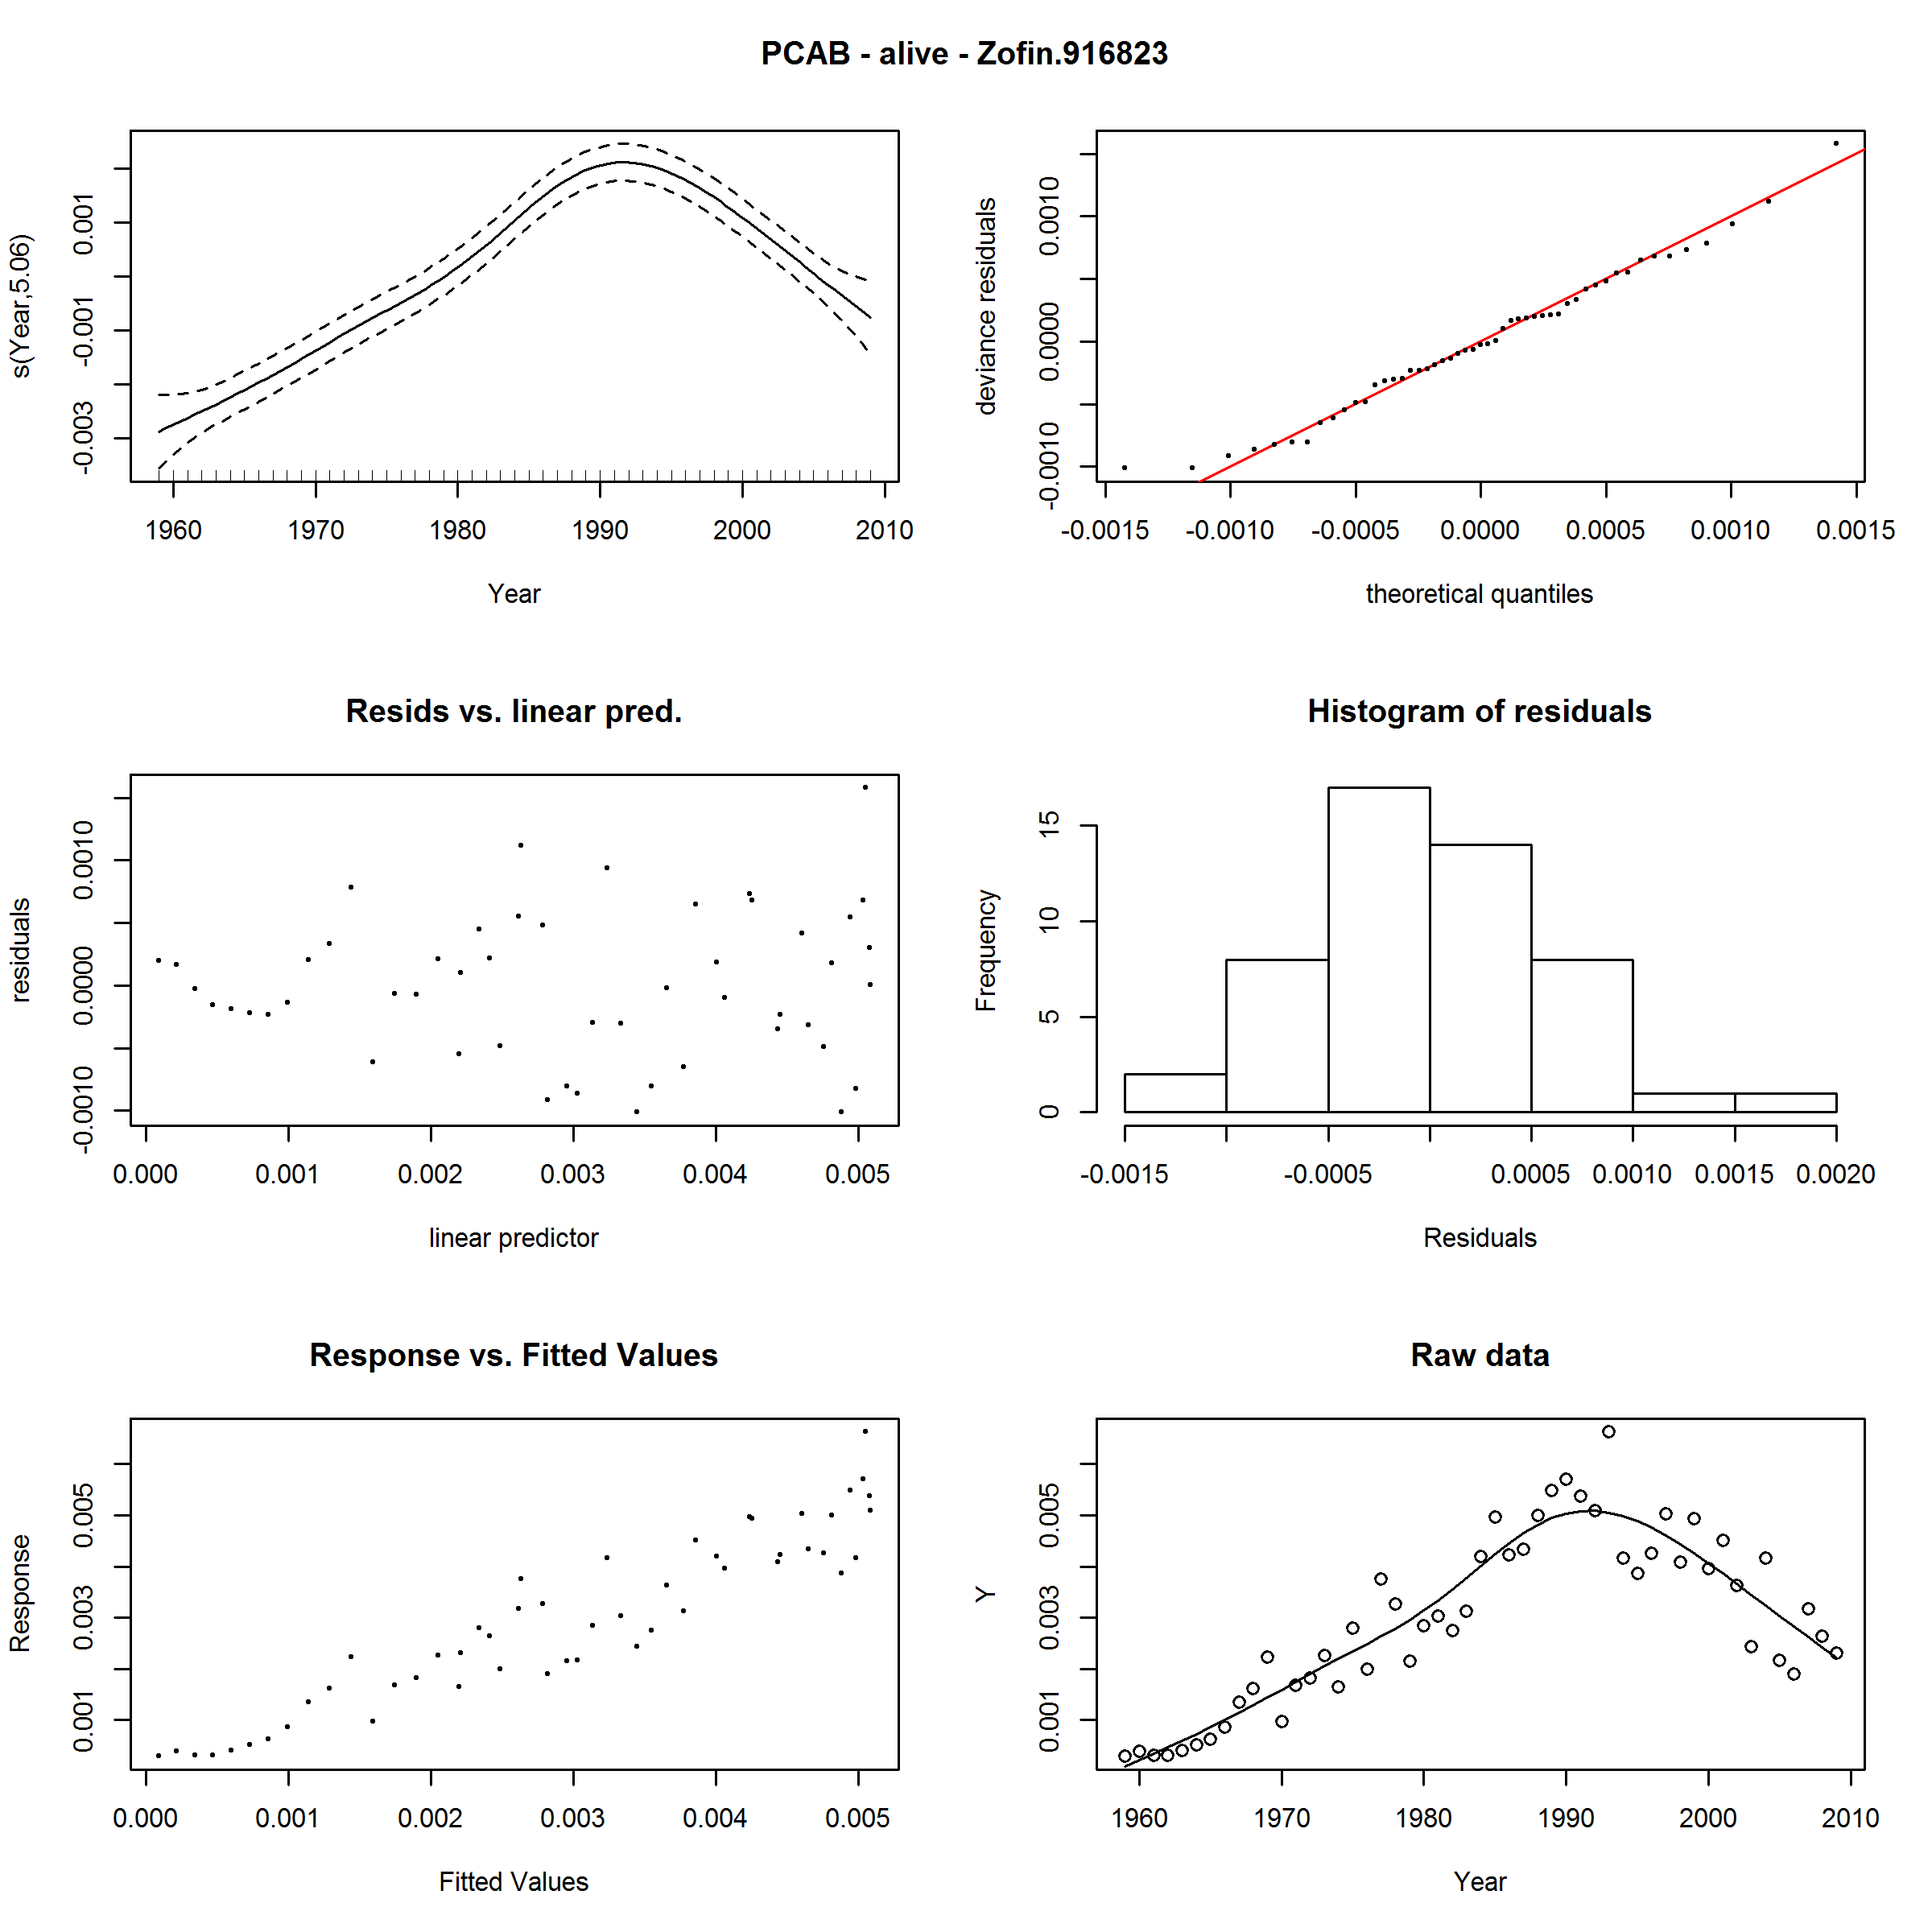 PCAB - alive - Zofin.916823
s(Year,5.06)
0.001
-0.001
-0.003
1960 1970 1980 1990 2000 2010
Year
deviance residuals
0.0010
0.0000
-0.0010
-0.0015 -0.0010 -0.0005 0.0000 0.0005 0.0010 0.0015
theoretical quantiles
Resids vs. linear pred.
residuals
0.0010
0.0000
-0.0010
0.000 0.001 0.002 0.003 0.004 0.005
linear predictor
Histogram of residuals
Frequency
15
10
5
0
-0.0015 -0.0005 0.0005 0.0010 0.0015 0.0020
Residuals
Response vs. Fitted Values
Response
0.005
0.003
0.001
0.000 0.001 0.002 0.003 0.004 0.005
Fitted Values
Raw data
Y
0.005
0.003
0.001
1960 1970 1980 1990 2000 2010
Year